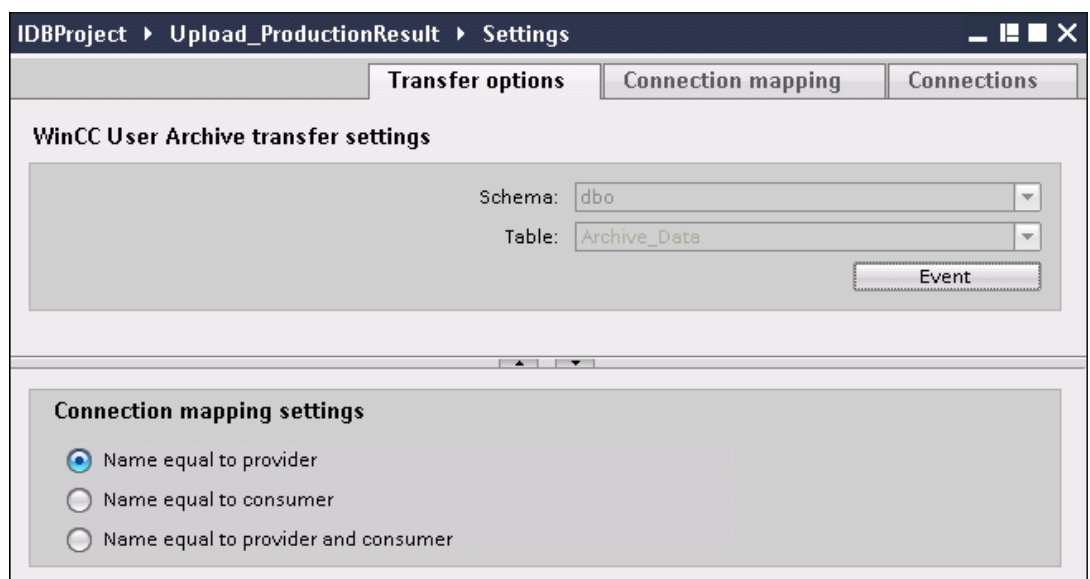 IDBProject ▸ Upload_ProductionResult ▸ Settings
Transfer options Connection mapping Connections
WinCC User Archive transfer settings
Schema: dbo
Table: Archive_Data
Event
Connection mapping settings
Name equal to provider
Name equal to consumer
Name equal to provider and consumer